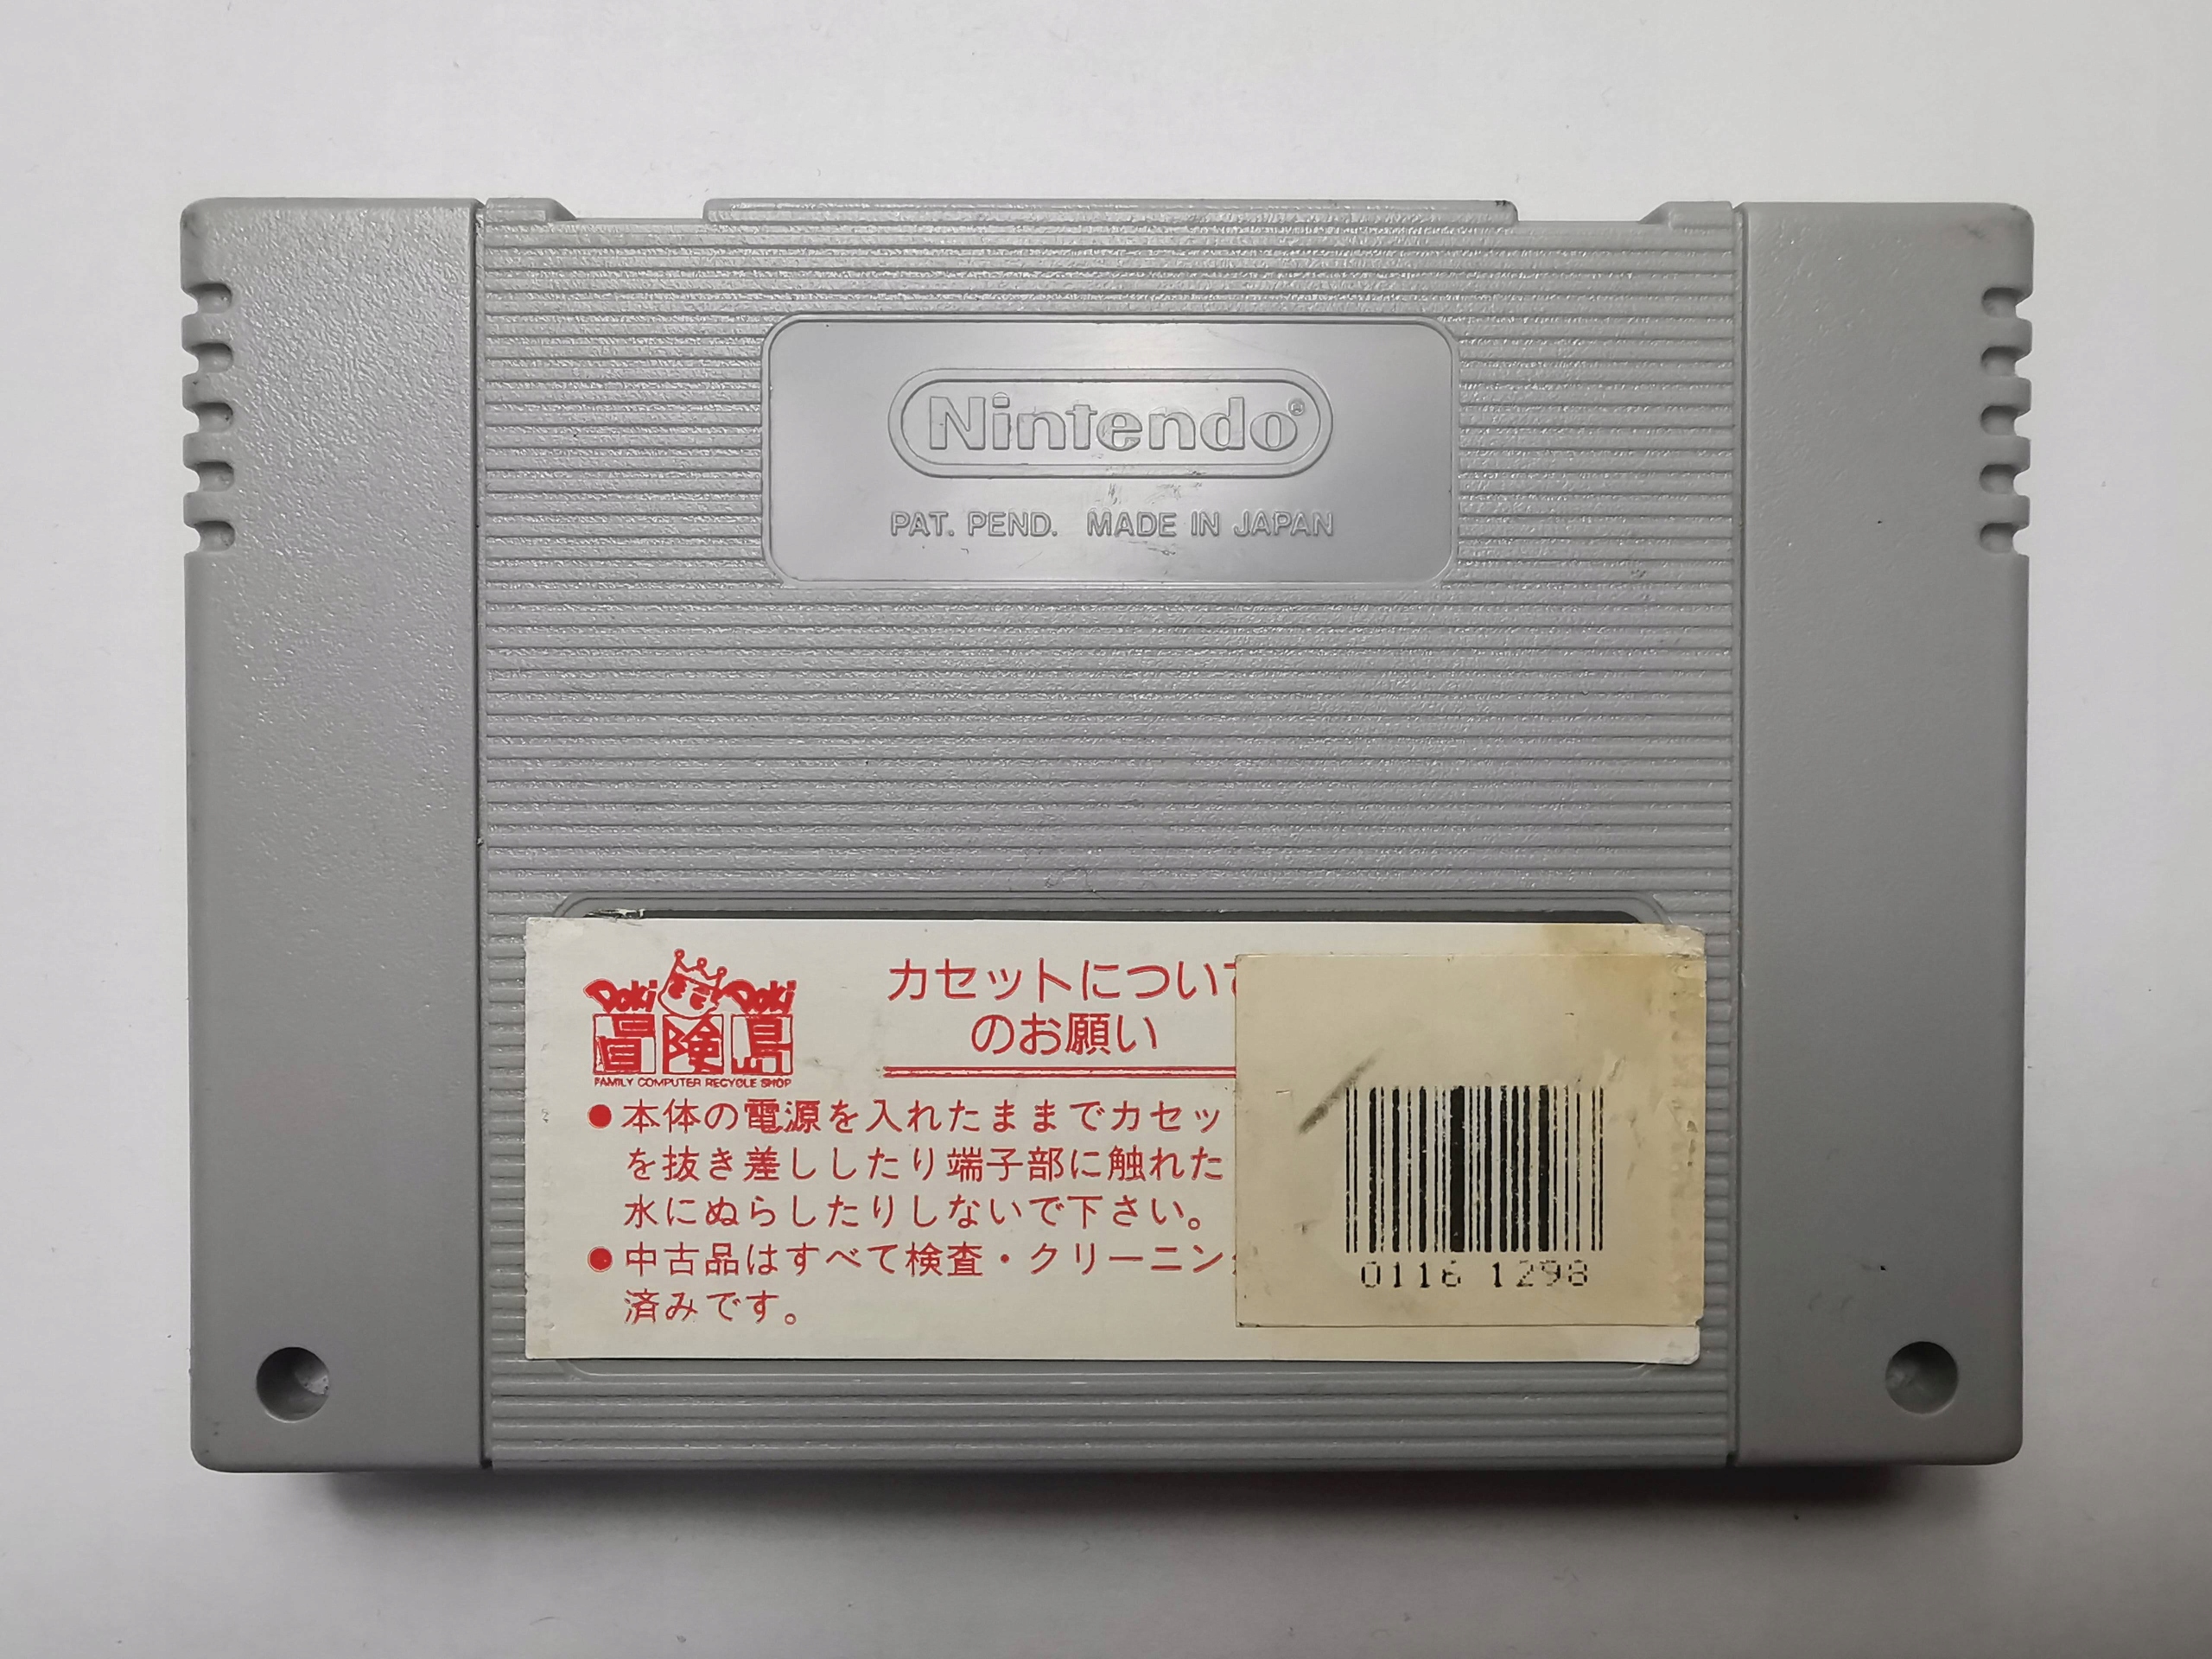 Nintendo®
PAT. PEND. MADE IN JAPAN
Doki Doki
冒険島
FAMILY COMPUTER RECYCLE SHOP
カセットについて
のお願い
●本体の電源を入れたままでカセッ
を抜き差ししたり端子部に触れた
水にぬらしたりしないで下さい。
●中古品はすべて検査・クリーニン
済みです。
0116 1298